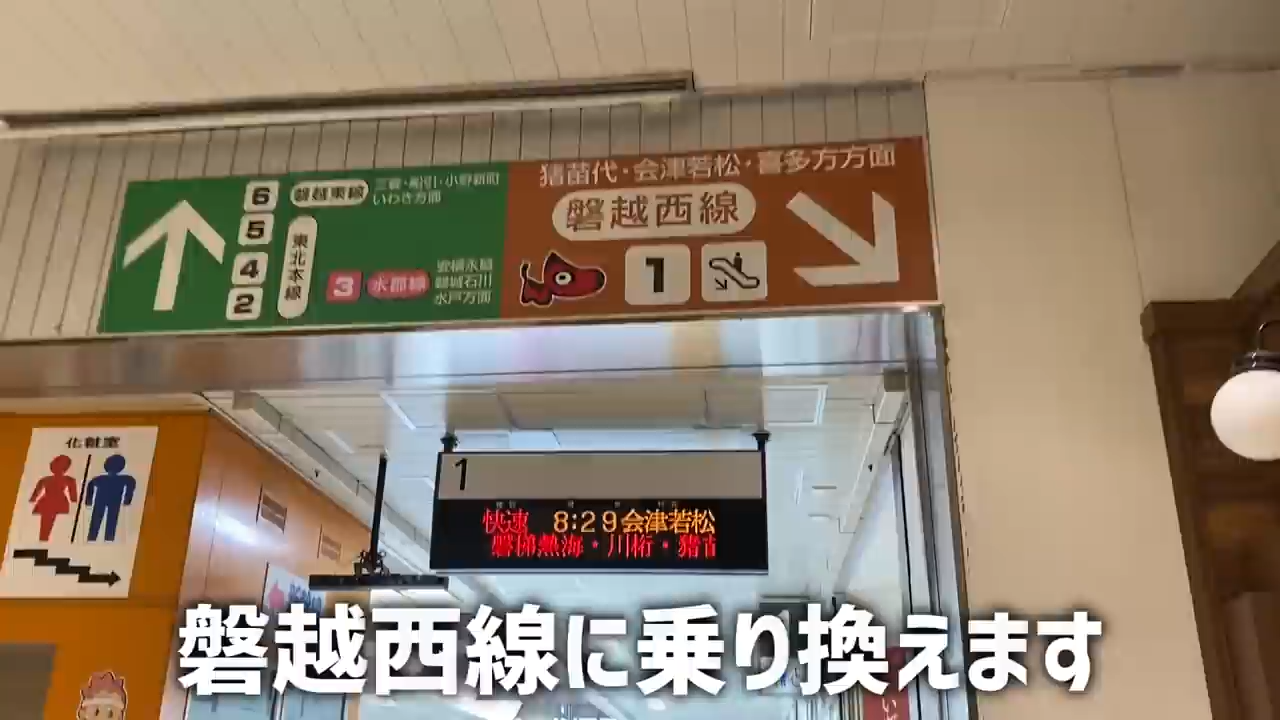 猪苗代・会津若松・喜多方方面
磐越西線
1
6 磐越東線 三春・船引・小野新町
いわき方面
5
4
2
東北本線
3 水郡線 安積永盛
磐城石川
水戸方面
化粧室
1
快速 8:29 会津若松
磐梯熱海・川桁・猪苗
磐越西線に乗り換えます